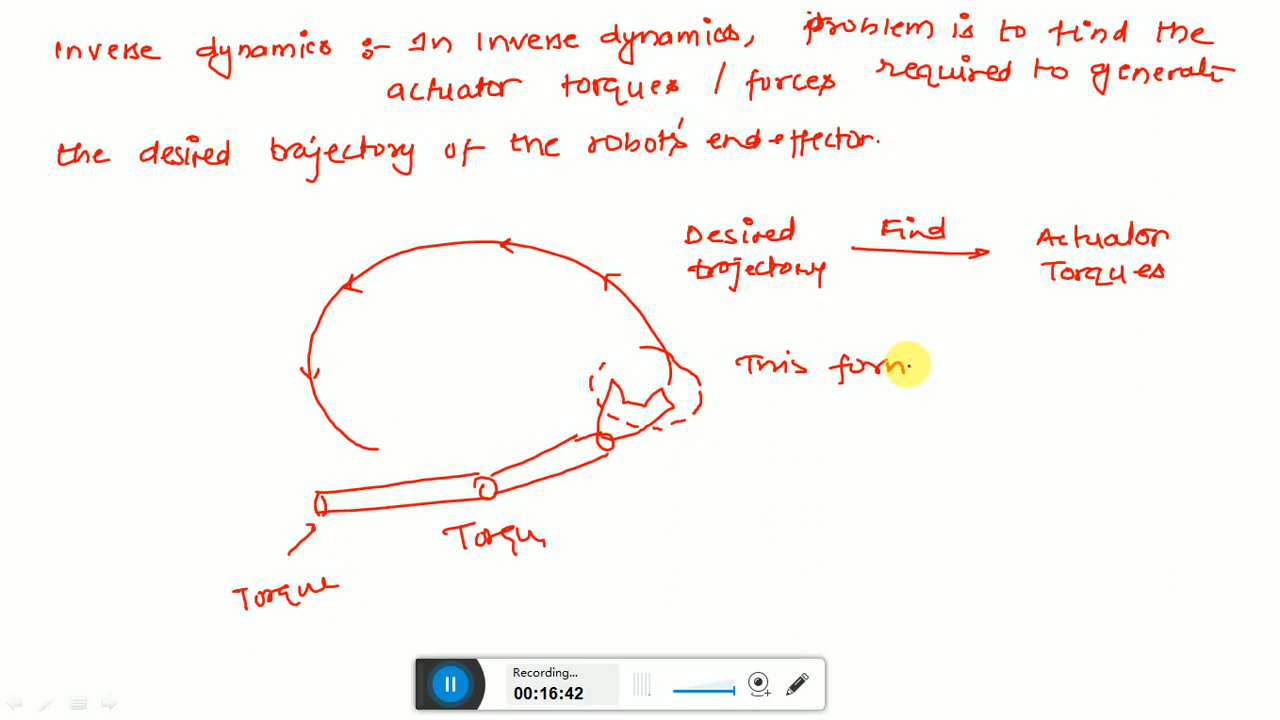 Inverse dynamics :- In Inverse dynamics, problem is to find the
actuator torques / forces required to generate
the desired trajectory of the robot's end-effector.
Desired trajectory
Find
Actuator Torques
This form
Torque
Torque
Recording...
00:16:42